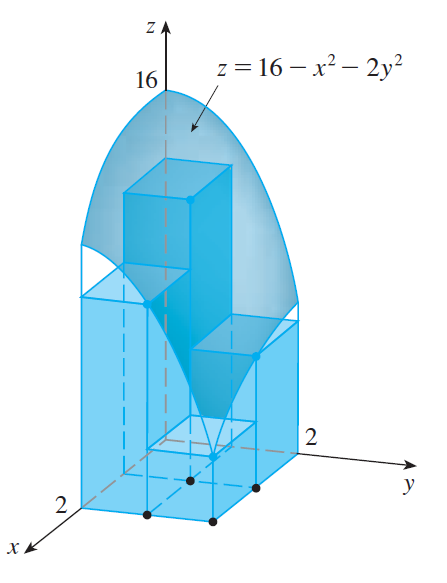 z
z = 16 − x² − 2y²
16
2
2
y
x